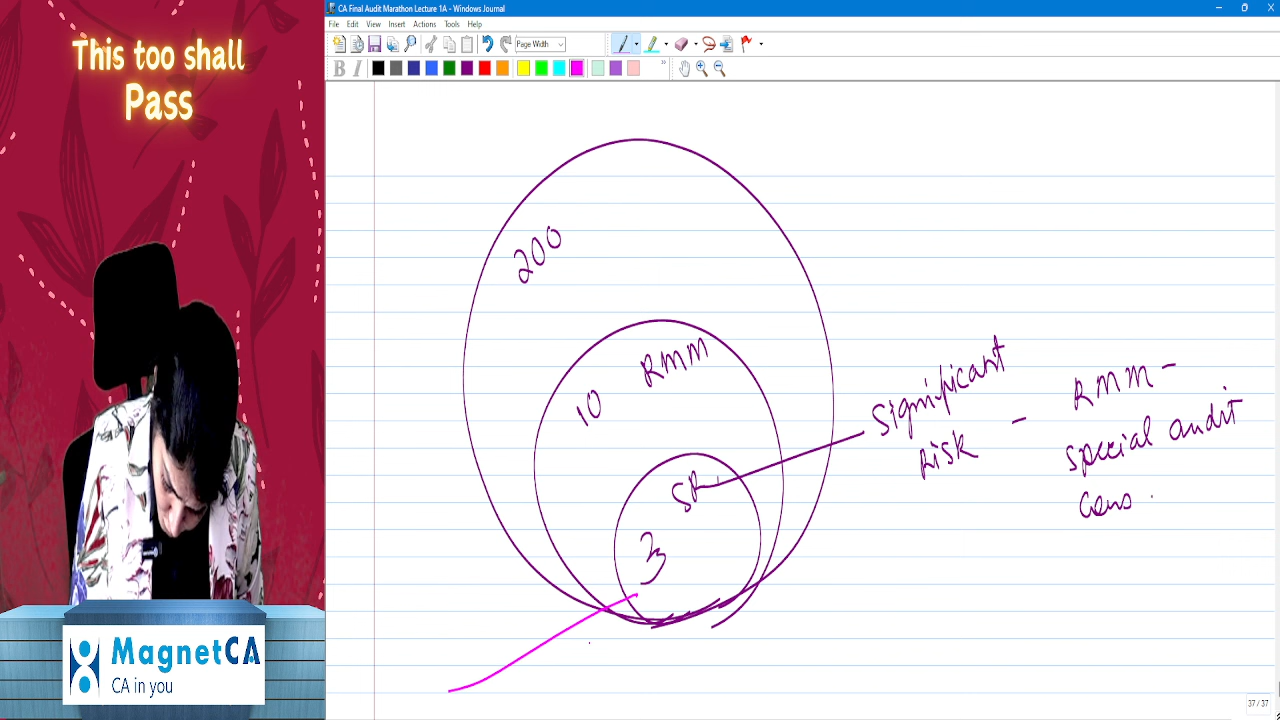 This too shall
Pass
CA Final Audit Marathon Lecture 1A - Windows Journal
File Edit View Insert Actions Tools Help
Page Width
B I
200
10 RMM
SR
3
Significant
risk -
RMM -
special audit
Cons
MagnetCA
CA in you
37 / 37